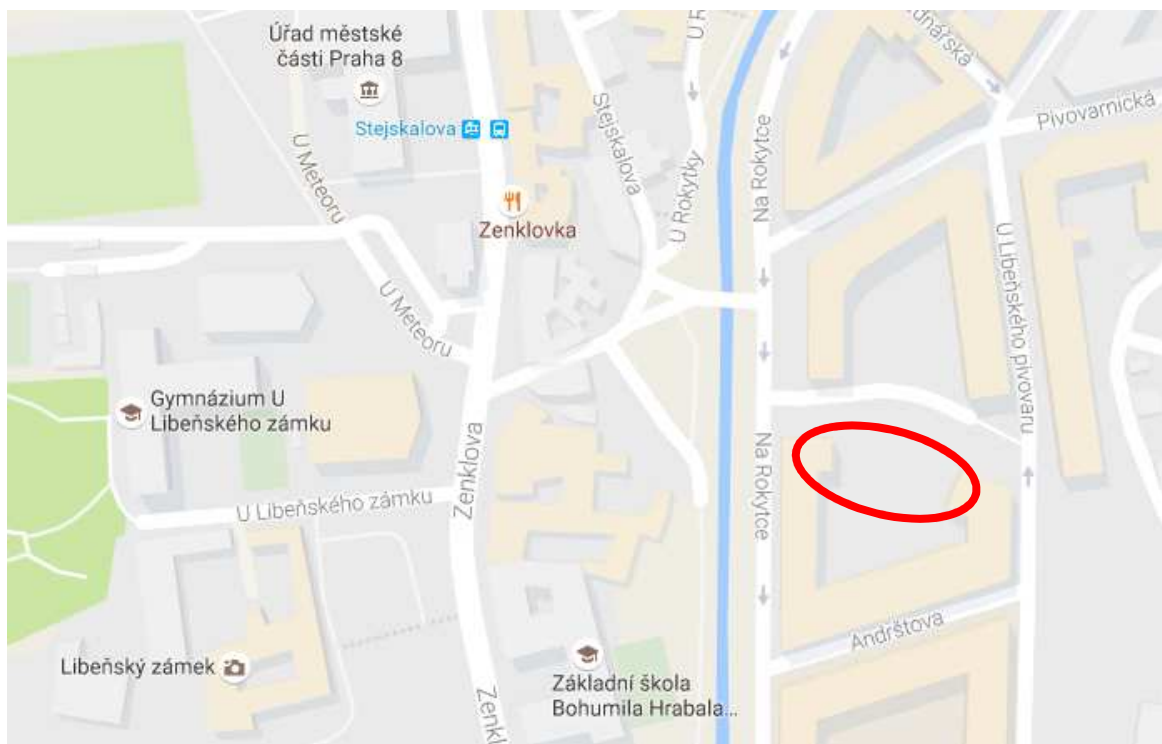 Úřad městské
části Praha 8
Stejskalova
Zenklovka
U Meteoru
U Meteoru
Stejskalova
U R
U Rokytky
Na Rokytce
Pivovarnická
U Libeňského pivovaru
Gymnázium U
Libeňského zámku
Zenklova
Na Rokytce
U Libeňského zámku
Andrštova
Libeňský zámek
Základní škola
Bohumila Hrabala...
Zenkl